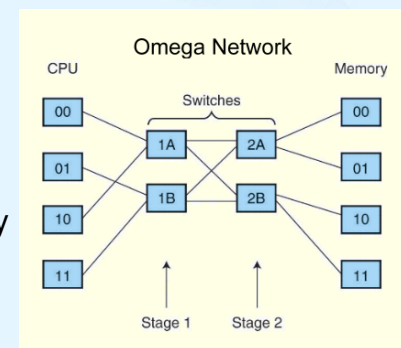 Omega Network
CPU
Memory
Switches
00
1A
2A
00
01
01
1B
2B
10
10
y
11
11
Stage 1
Stage 2